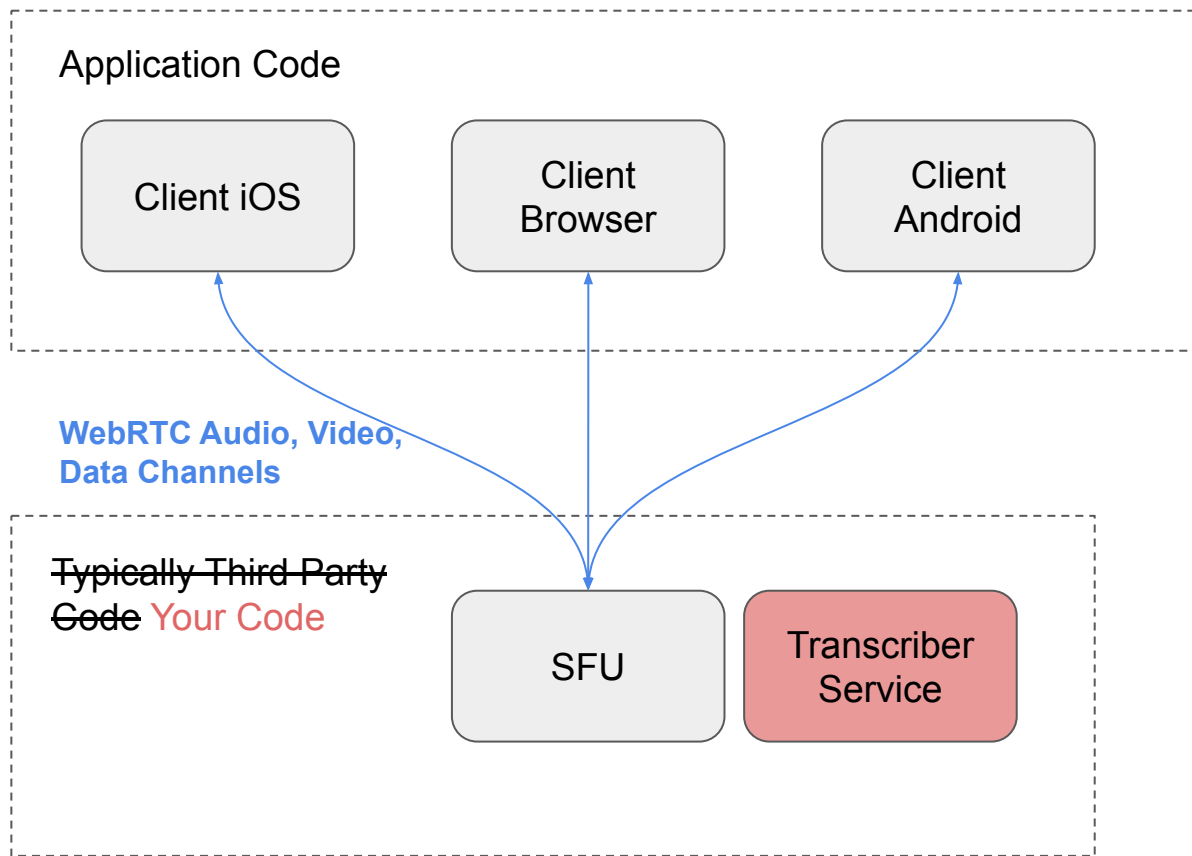 Application Code
Client iOS
Client
Browser
Client
Android
WebRTC Audio, Video,
Data Channels
Typically Third Party
Code Your Code
SFU
Transcriber
Service